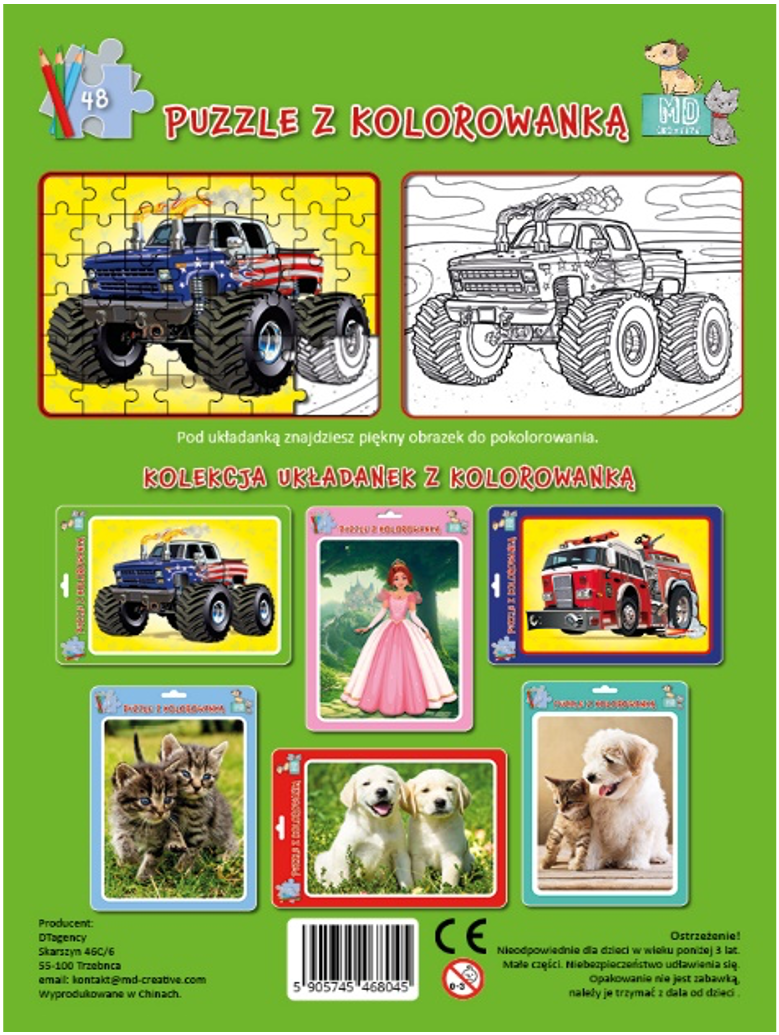 48
PUZZLE Z KOLOROWANKĄ
MD
Pod układanką znajdziesz piękny obrazek do pokolorowania.
KOLEKCJA UKŁADANEK Z KOLOROWANKĄ
PUZZLE Z KOLOROWANKĄ
PUZZLE Z KOLOROWANKĄ
PUZZLE Z KOLOROWANKĄ
PUZZLE Z KOLOROWANKĄ
PUZZLE Z KOLOROWANKĄ
PUZZLE Z KOLOROWANKĄ
Producent:
DTagency
Skarszyn 46C/6
55-100 Trzebnca
email: kontakt@md-creative.com
Wyprodukowane w Chinach.
5 905745 468045
CE
0-3
Ostrzeżenie!
Nieodpowiednie dla dzieci w wieku poniżej 3 lat.
Małe części. Niebezpieczeństwo udławienia się.
Opakowanie nie jest zabawką,
należy je trzymać z dala od dzieci .